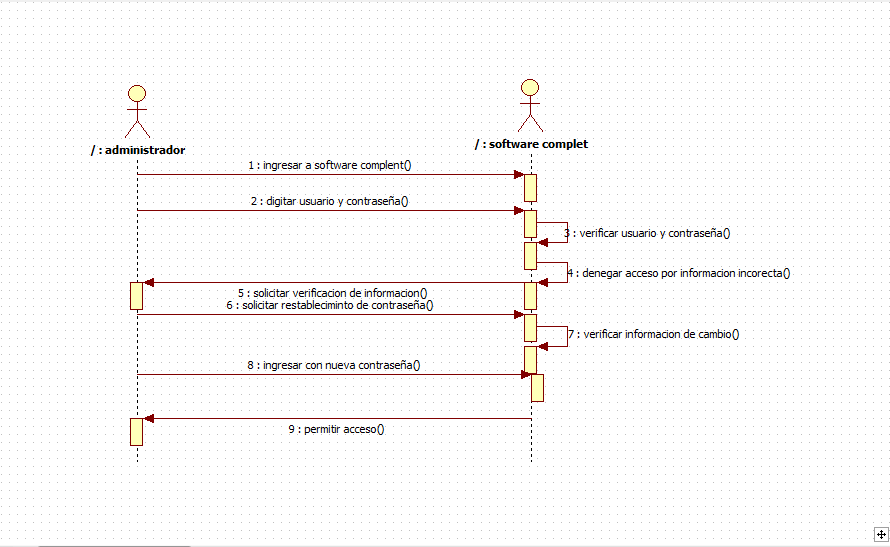 / : administrador
/ : software complet
1 : ingresar a software complent()
2 : digitar usuario y contraseña()
3 : verificar usuario y contraseña()
4 : denegar acceso por informacion incorecta()
5 : solicitar verificacion de informacion()
6 : solicitar restableciminto de contraseña()
7 : verificar informacion de cambio()
8 : ingresar con nueva contraseña()
9 : permitir acceso()